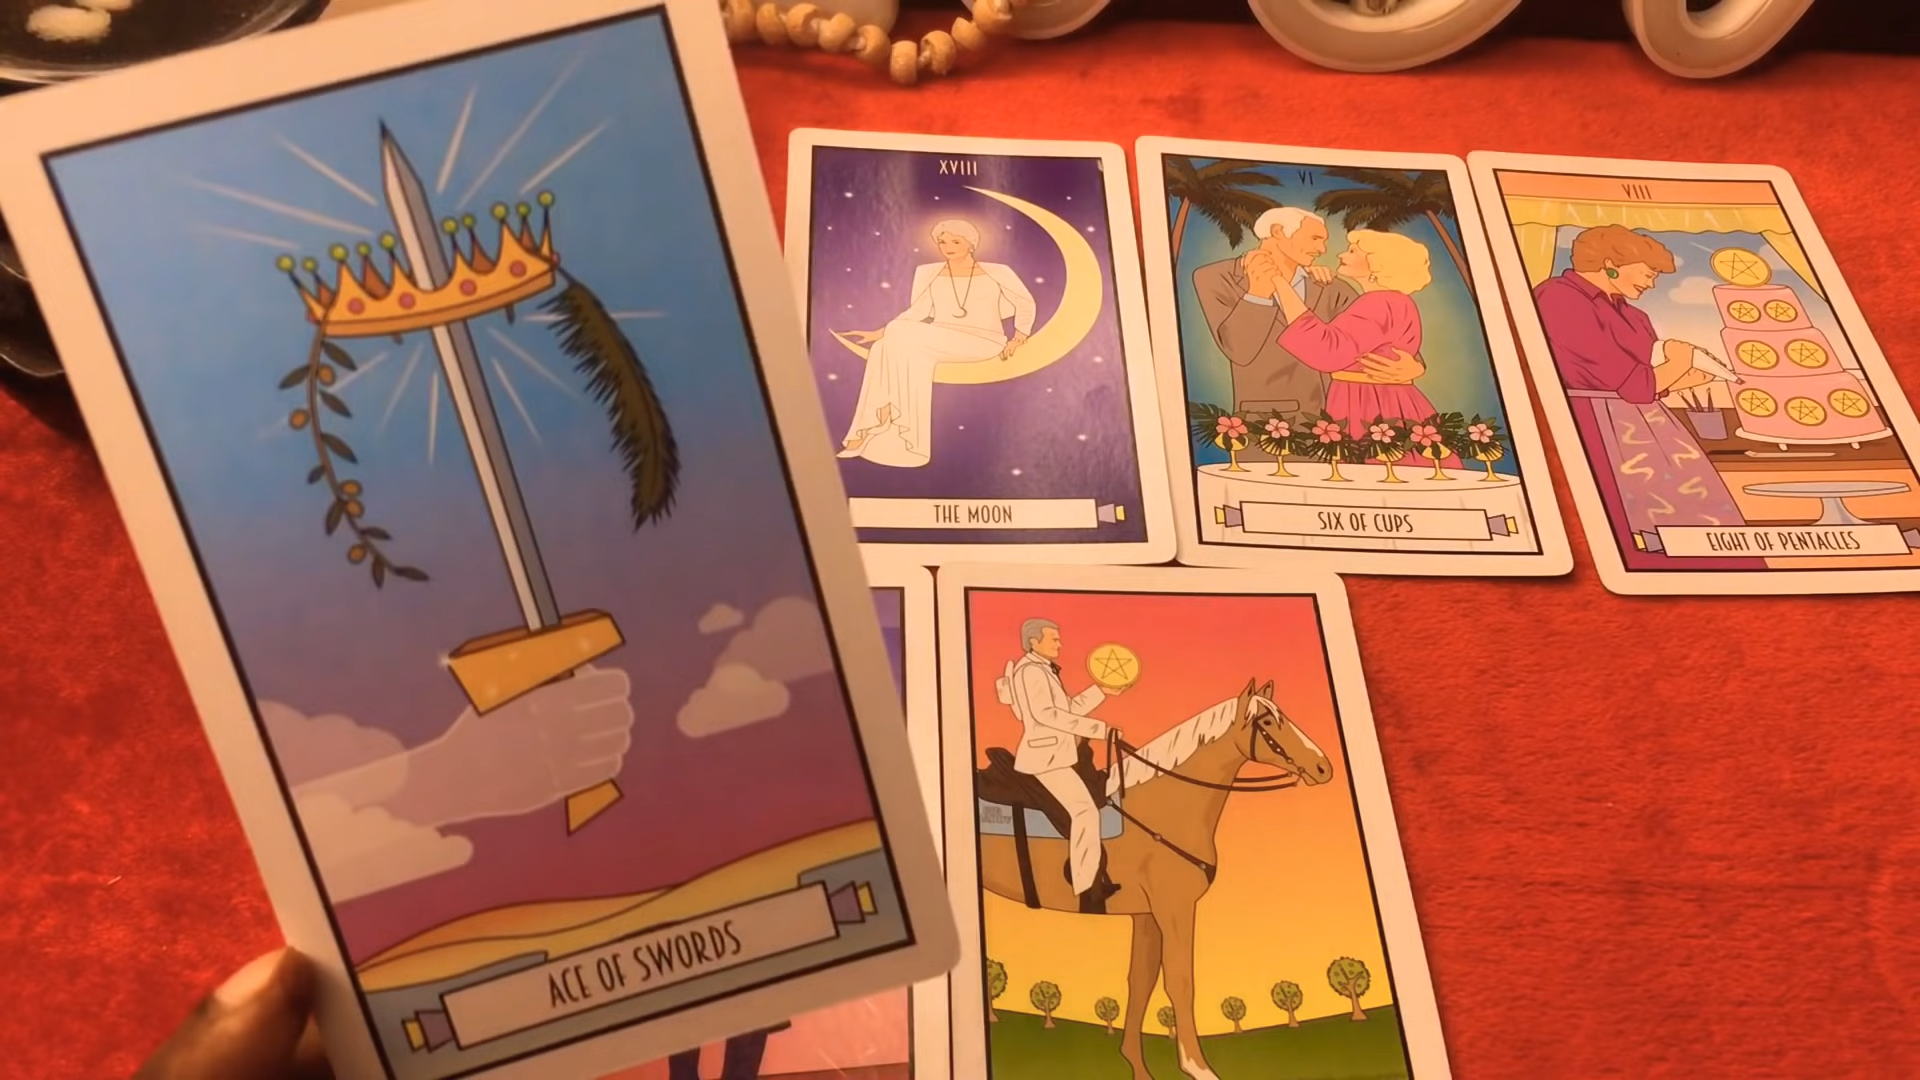 XVIII
THE MOON
VI
SIX OF CUPS
VIII
EIGHT OF PENTACLES
ACE OF SWORDS